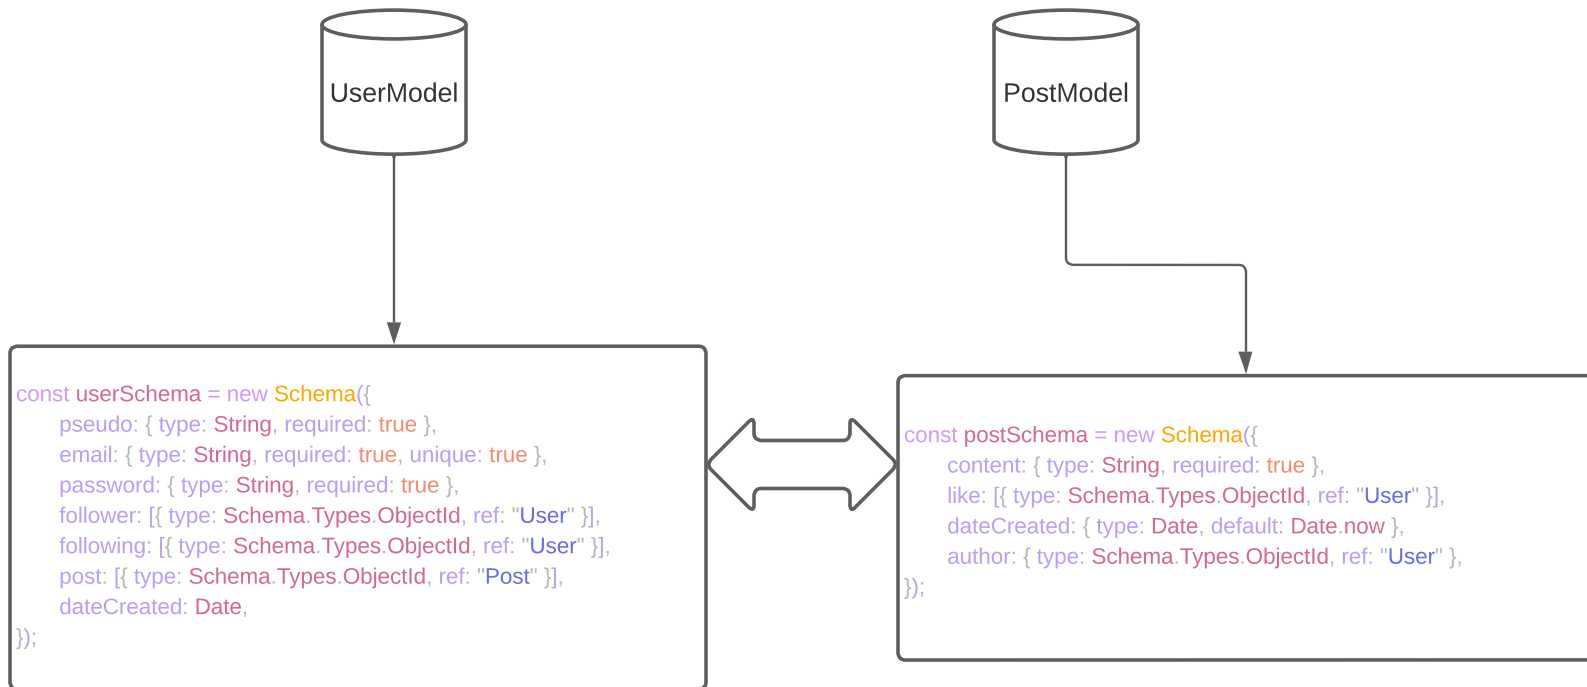 UserModel
PostModel
const userSchema = new Schema({
pseudo: { type: String, required: true },
email: { type: String, required: true, unique: true },
password: { type: String, required: true },
follower: [{ type: Schema.Types.ObjectId, ref: "User" }],
following: [{ type: Schema.Types.ObjectId, ref: "User" }],
post: [{ type: Schema.Types.ObjectId, ref: "Post" }],
dateCreated: Date,
});
const postSchema = new Schema({
content: { type: String, required: true },
like: [{ type: Schema.Types.ObjectId, ref: "User" }],
dateCreated: { type: Date, default: Date.now },
author: { type: Schema.Types.ObjectId, ref: "User" },
});